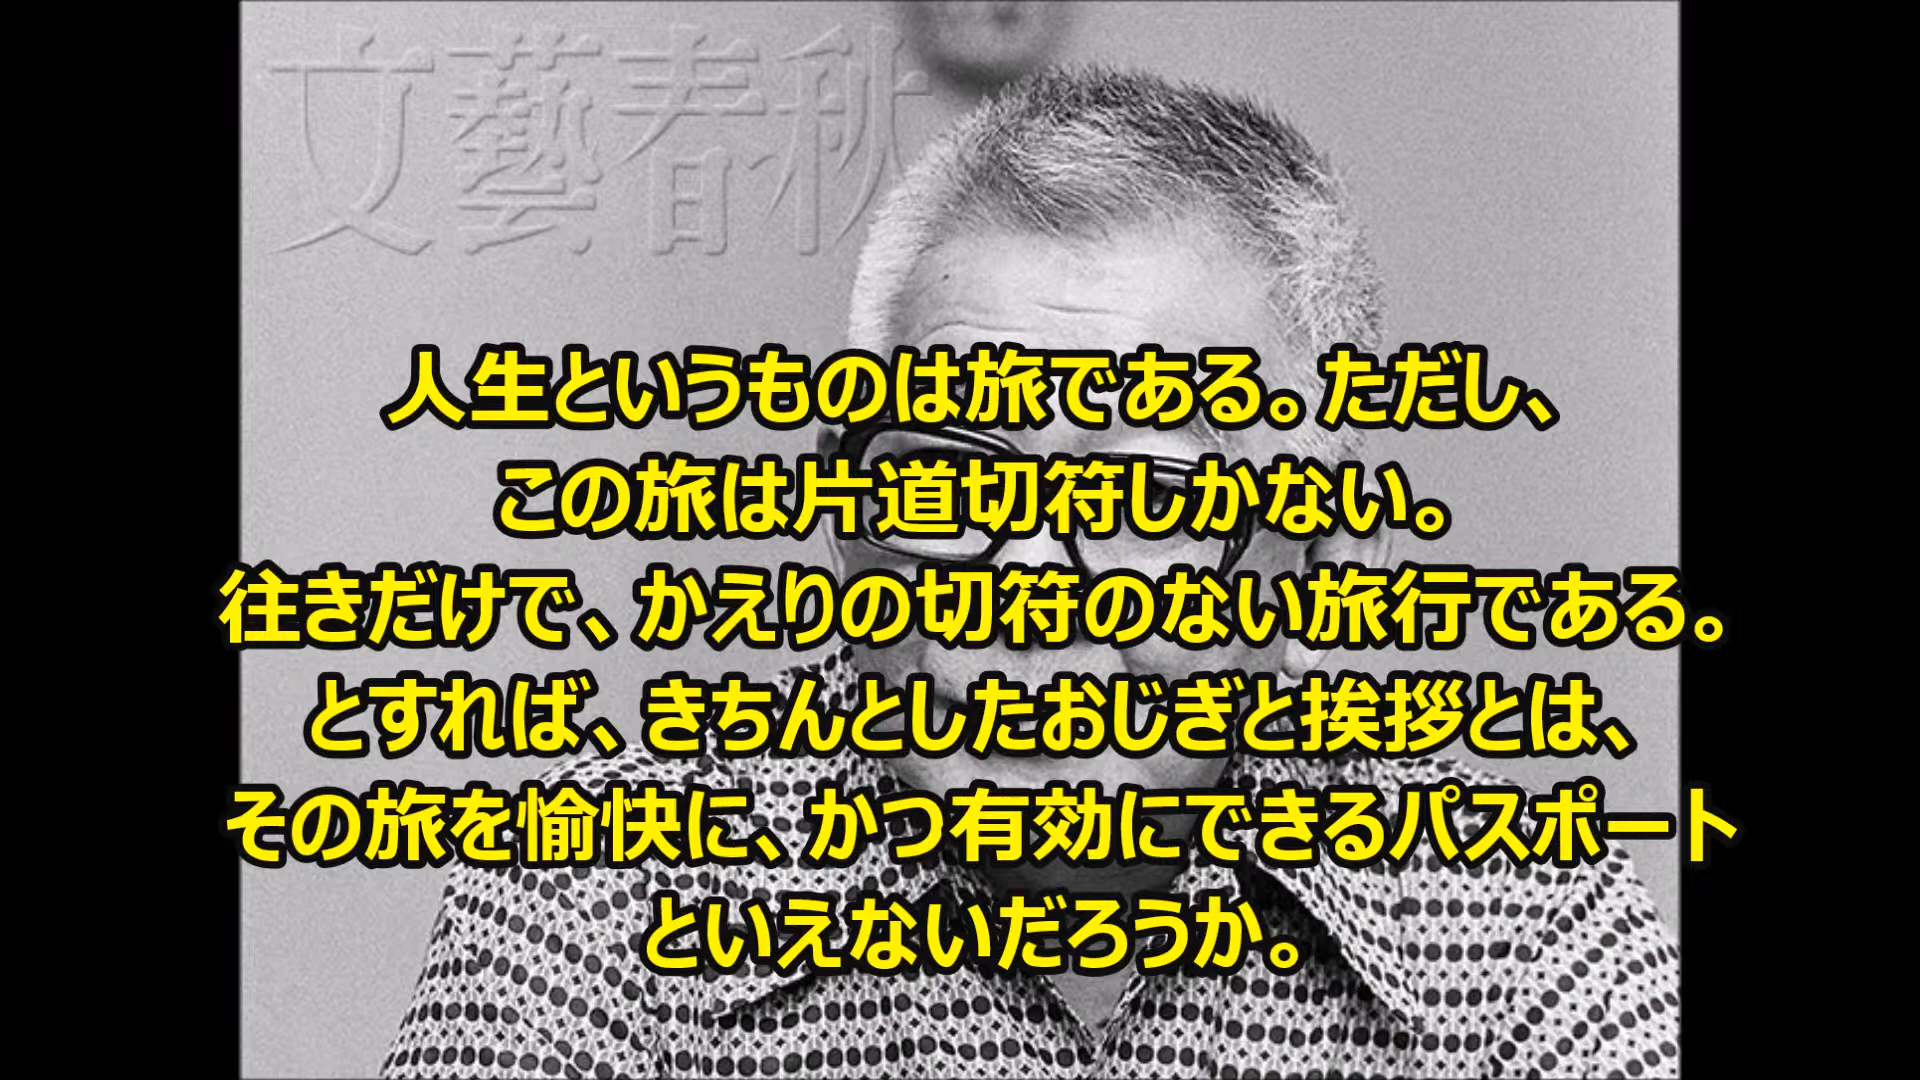 文藝春秋
人生というものは旅である。ただし、
この旅は片道切符しかない。
往きだけで、かえりの切符のない旅行である。
とすれば、きちんとしたおじぎと挨拶とは、
その旅を愉快に、かつ有効にできるパスポート
といえないだろうか。